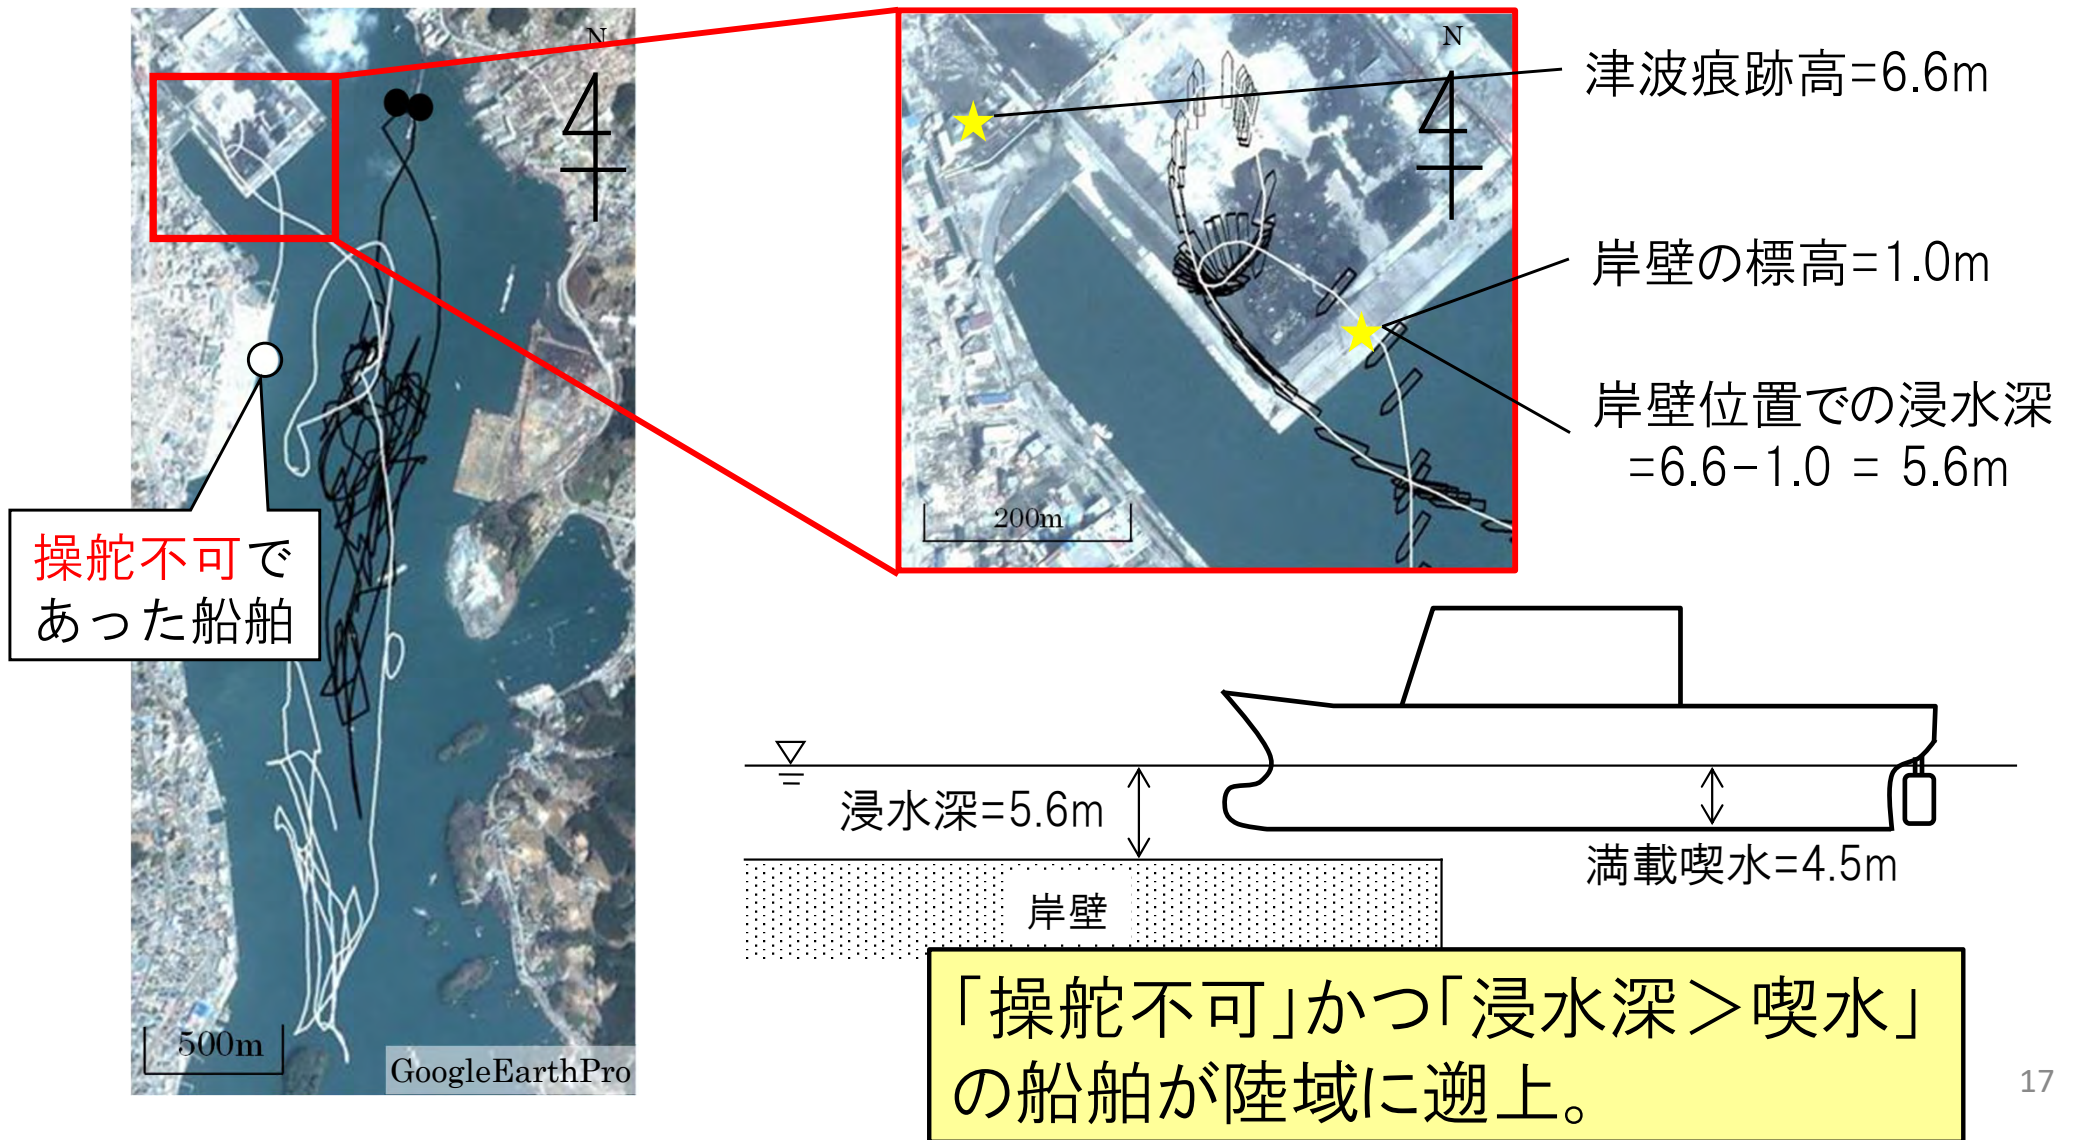 N
N
津波痕跡高=6.6m
岸壁の標高=1.0m
岸壁位置での浸水深
=6.6-1.0 = 5.6m
200m
操舵不可で
あった船舶
500m
GoogleEarthPro
浸水深=5.6m
満載喫水=4.5m
岸壁
「操舵不可」かつ「浸水深＞喫水」
の船舶が陸域に遡上。
17